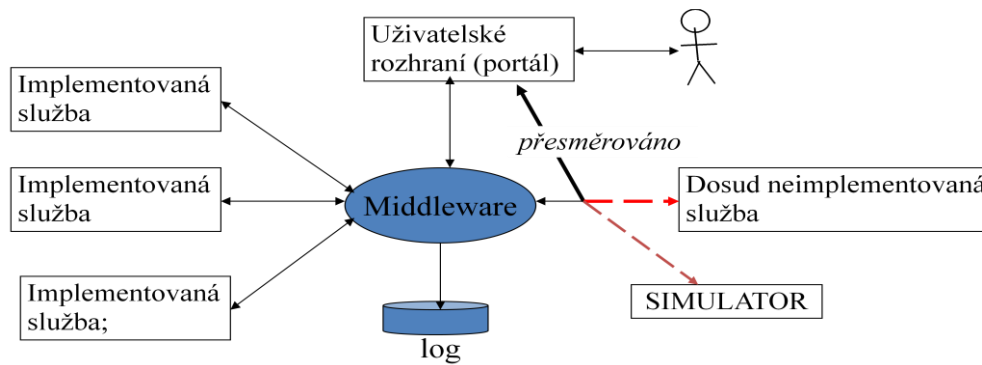 Uživatelské
rozhraní (portál)
Implementovaná
služba
přesměrováno
Implementovaná
služba
Middleware
Dosud neimplementovaná
služba
Implementovaná
služba;
SIMULATOR
log